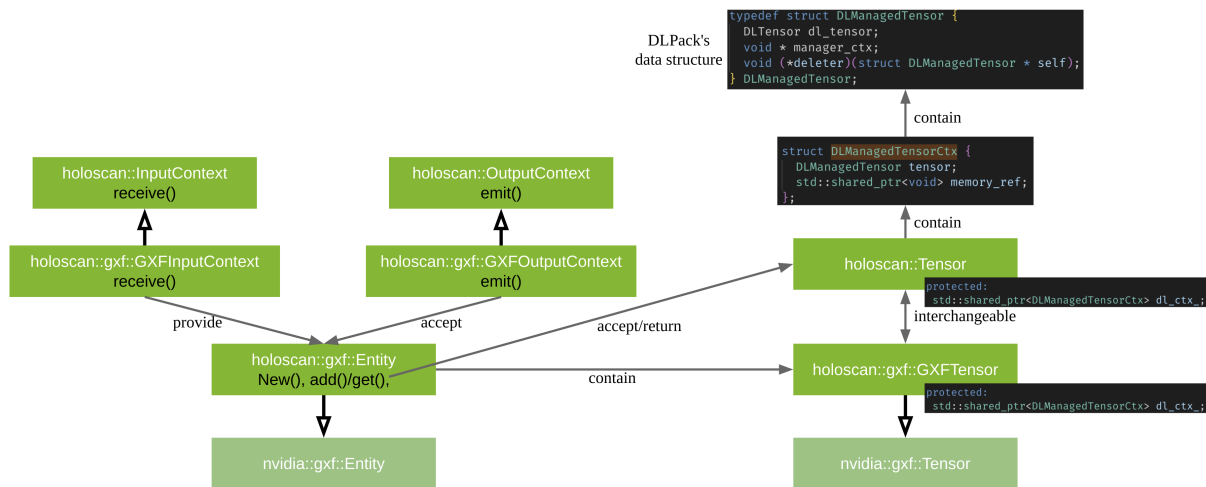 typedef struct DLManagedTensor {
DLTensor dl_tensor;
void * manager_ctx;
void (*deleter)(struct DLManagedTensor * self);
} DLManagedTensor;
DLPack's
data structure
contain
struct DLManagedTensorCtx {
DLManagedTensor tensor;
std::shared_ptr<void> memory_ref;
};
contain
holoscan::InputContext
receive()
holoscan::OutputContext
emit()
holoscan::gxf::GXFInputContext
receive()
holoscan::gxf::GXFOutputContext
emit()
holoscan::Tensor
protected:
std::shared_ptr<DLManagedTensorCtx> dl_ctx_;
provide
accept
accept/return
interchangeable
holoscan::gxf::Entity
New(), add()/get(),
contain
holoscan::gxf::GXFTensor
protected:
std::shared_ptr<DLManagedTensorCtx> dl_ctx_;
nvidia::gxf::Entity
nvidia::gxf::Tensor